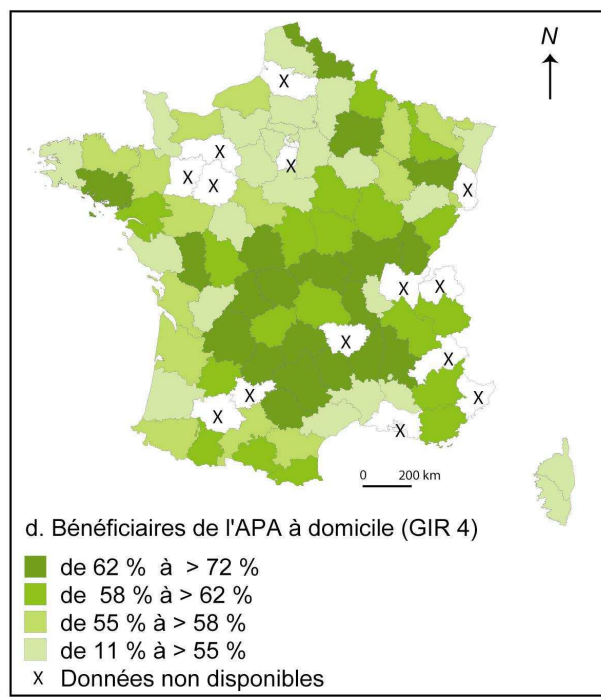 N
X
X
X
X X
X
X X
X
X
X X
X
X
0 200 km
d. Bénéficiaires de l'APA à domicile (GIR 4)
de 62 % à > 72 %
de 58 % à > 62 %
de 55 % à > 58 %
de 11 % à > 55 %
X Données non disponibles